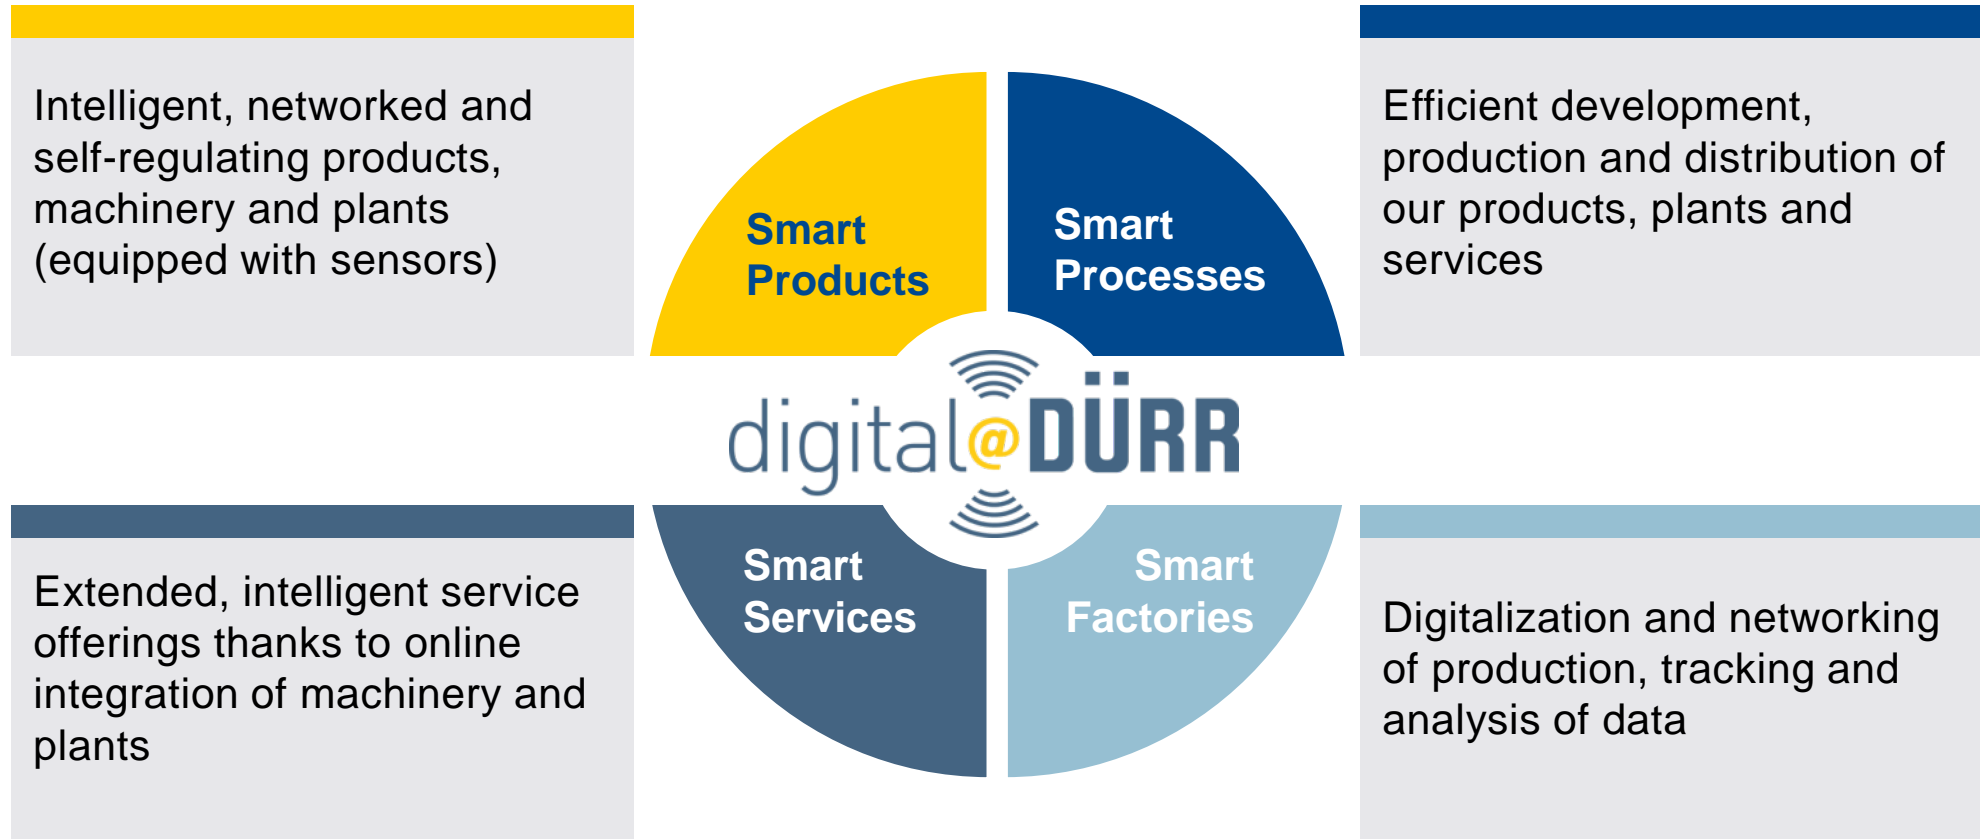 Intelligent, networked and
self-regulating products,
machinery and plants
(equipped with sensors)
Smart
Products
Smart
Processes
Efficient development,
production and distribution of
our products, plants and
services
digital@DÜRR
Extended, intelligent service
offerings thanks to online
integration of machinery and
plants
Smart
Services
Smart
Factories
Digitalization and networking
of production, tracking and
analysis of data